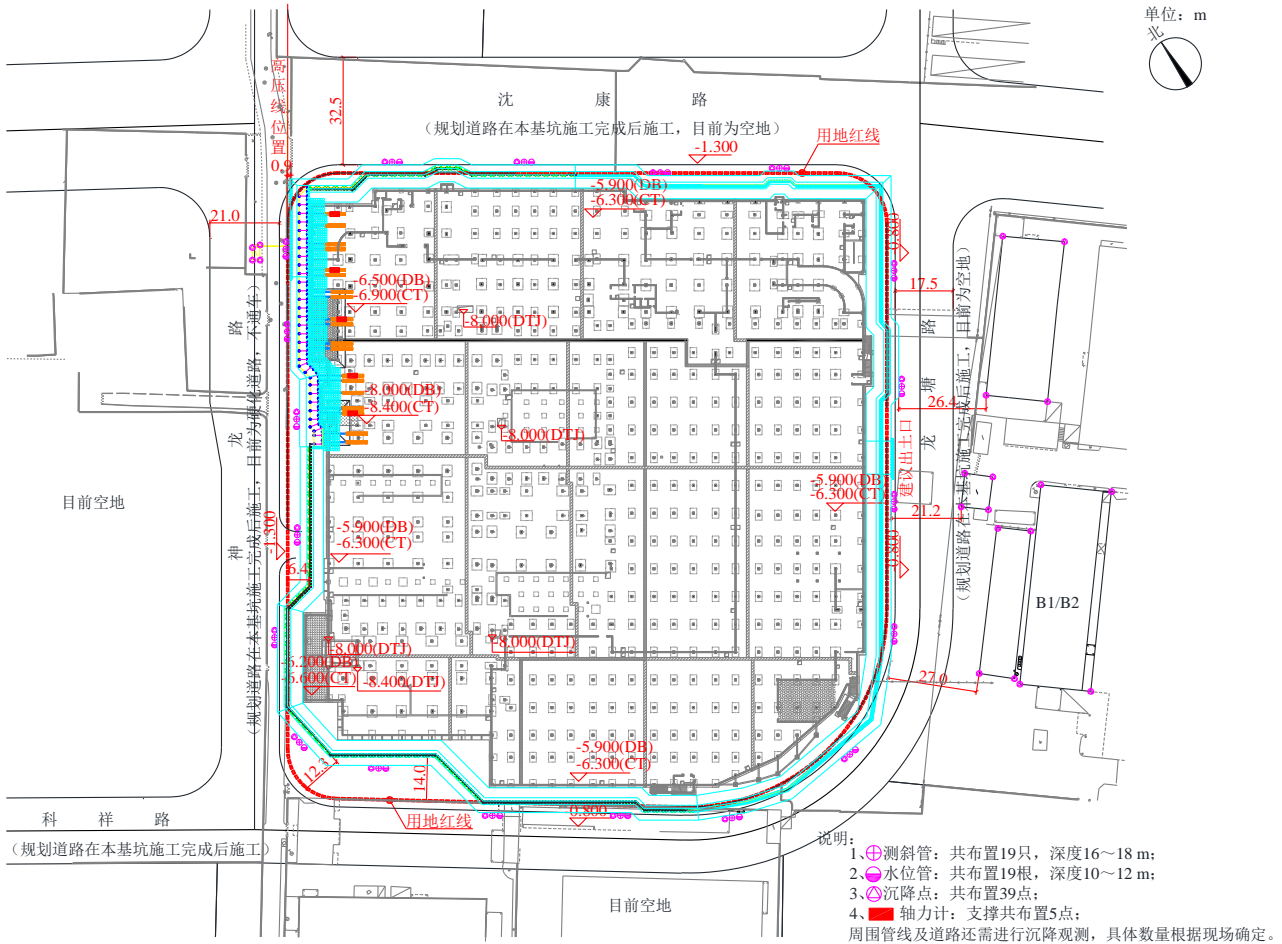 单位：m
北
高压线位置
0.9
32.5
沈康路
（规划道路在本基坑施工完成后施工，目前为空地）
-1.300
用地红线
-5.900(DB)
-6.300(CT)
21.0
0.800
17.5
-6.500(DB)
-6.900(CT)
-8.000(DTJ)
神龙路
（规划道路在本基坑施工完成后施工，目前为硬化道路，不通车）
龙塘路
（规划道路在本基坑施工完成后施工，目前为空地）
-8.000(DB)
-8.400(CT)
26.4
-8.000(DTJ)
建议出土口
目前空地
-5.900(DB)
-6.300(CT)
21.2
-1.300
-5.900(DB)
-6.300(CT)
0.800
B1/B2
-8.000(DTJ)
-8.000(DTJ)
-6.200(DB)
-6.600(CT)
-8.400(DTJ)
27.0
-5.900(DB)
-6.300(CT)
12.3
14.0
用地红线
0.800
科祥路
（规划道路在本基坑施工完成后施工）
目前空地
说明：
1、测斜管：共布置19只，深度16～18 m；
2、水位管：共布置19根，深度10～12 m；
3、沉降点：共布置39点；
4、轴力计：支撑共布置5点；
周围管线及道路还需进行沉降观测，具体数量根据现场确定。